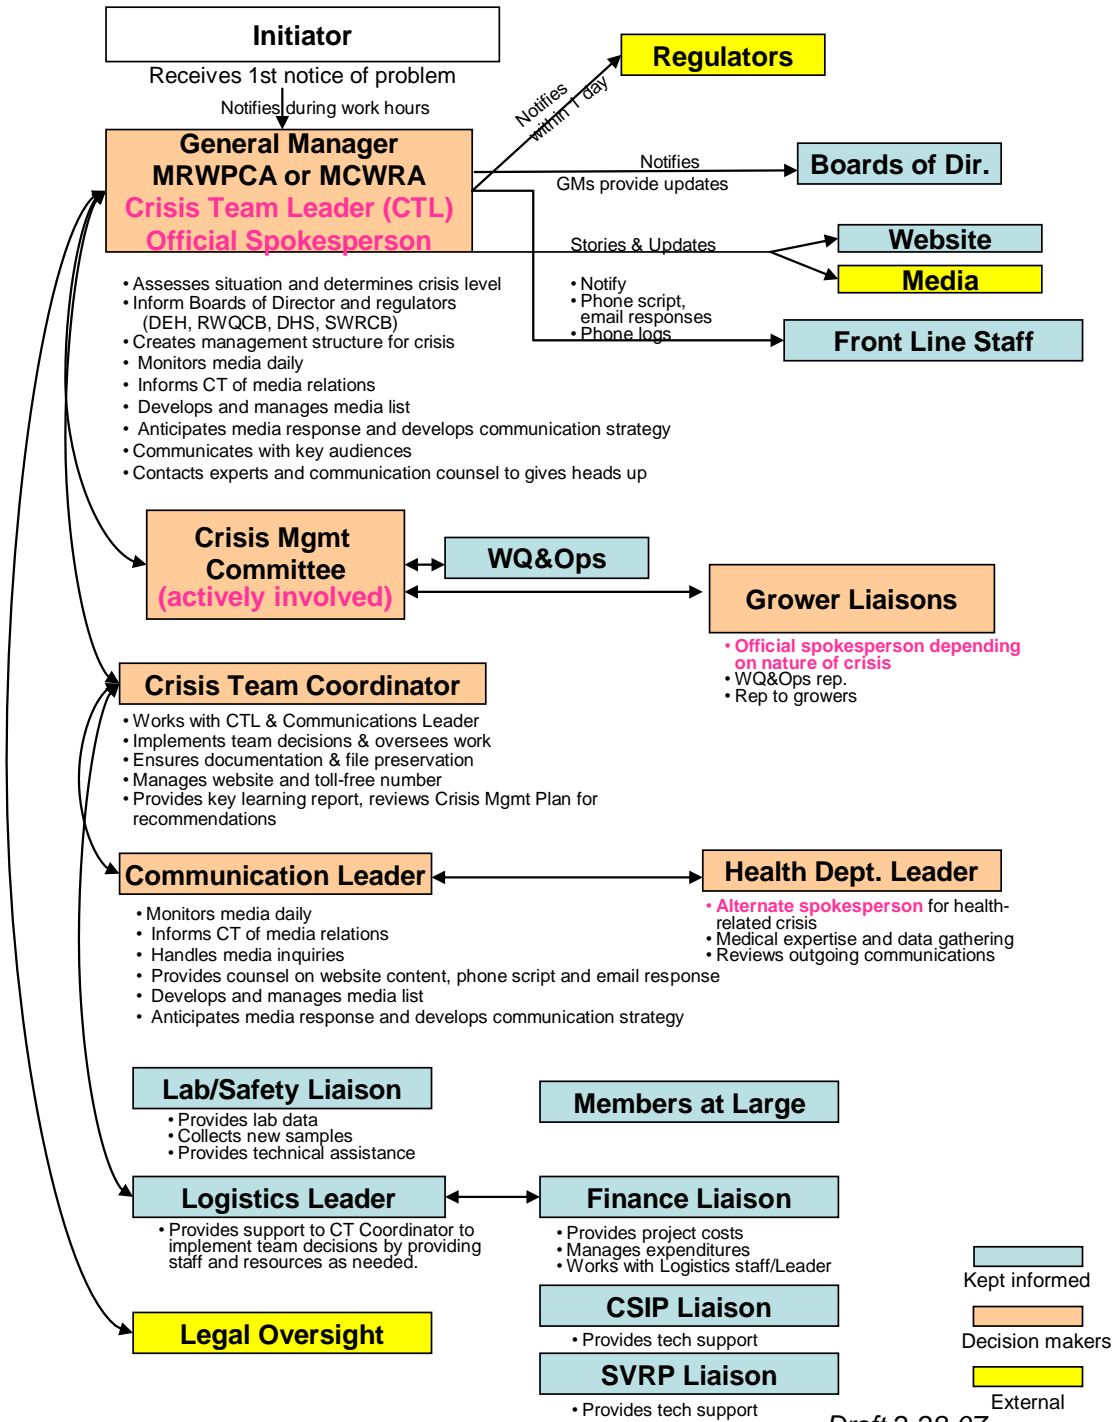 Initiator
Receives 1st notice of problem
Notifies during work hours
General Manager
MRWPCA or MCWRA
Crisis Team Leader (CTL)
Official Spokesperson
Notifies
within 1 day
Regulators
Notifies
GMs provide updates
Boards of Dir.
Stories & Updates
Website
Media
• Notify
• Phone script,
email responses
• Phone logs
Front Line Staff
• Assesses situation and determines crisis level
• Inform Boards of Director and regulators
(DEH, RWQCB, DHS, SWRCB)
• Creates management structure for crisis
• Monitors media daily
• Informs CT of media relations
• Develops and manages media list
• Anticipates media response and develops communication strategy
• Communicates with key audiences
• Contacts experts and communication counsel to gives heads up
Crisis Mgmt
Committee
(actively involved)
WQ&Ops
Grower Liaisons
• Official spokesperson depending
on nature of crisis
• WQ&Ops rep.
• Rep to growers
Crisis Team Coordinator
• Works with CTL & Communications Leader
• Implements team decisions & oversees work
• Ensures documentation & file preservation
• Manages website and toll-free number
• Provides key learning report, reviews Crisis Mgmt Plan for
recommendations
Communication Leader
Health Dept. Leader
• Alternate spokesperson for health-
related crisis
• Medical expertise and data gathering
• Reviews outgoing communications
• Monitors media daily
• Informs CT of media relations
• Handles media inquiries
• Provides counsel on website content, phone script and email response
• Develops and manages media list
• Anticipates media response and develops communication strategy
Lab/Safety Liaison
• Provides lab data
• Collects new samples
• Provides technical assistance
Members at Large
Logistics Leader
• Provides support to CT Coordinator to
implement team decisions by providing
staff and resources as needed.
Finance Liaison
• Provides project costs
• Manages expenditures
• Works with Logistics staff/Leader
Legal Oversight
CSIP Liaison
• Provides tech support
SVRP Liaison
• Provides tech support
Kept informed
Decision makers
External
Draft 2-28-07